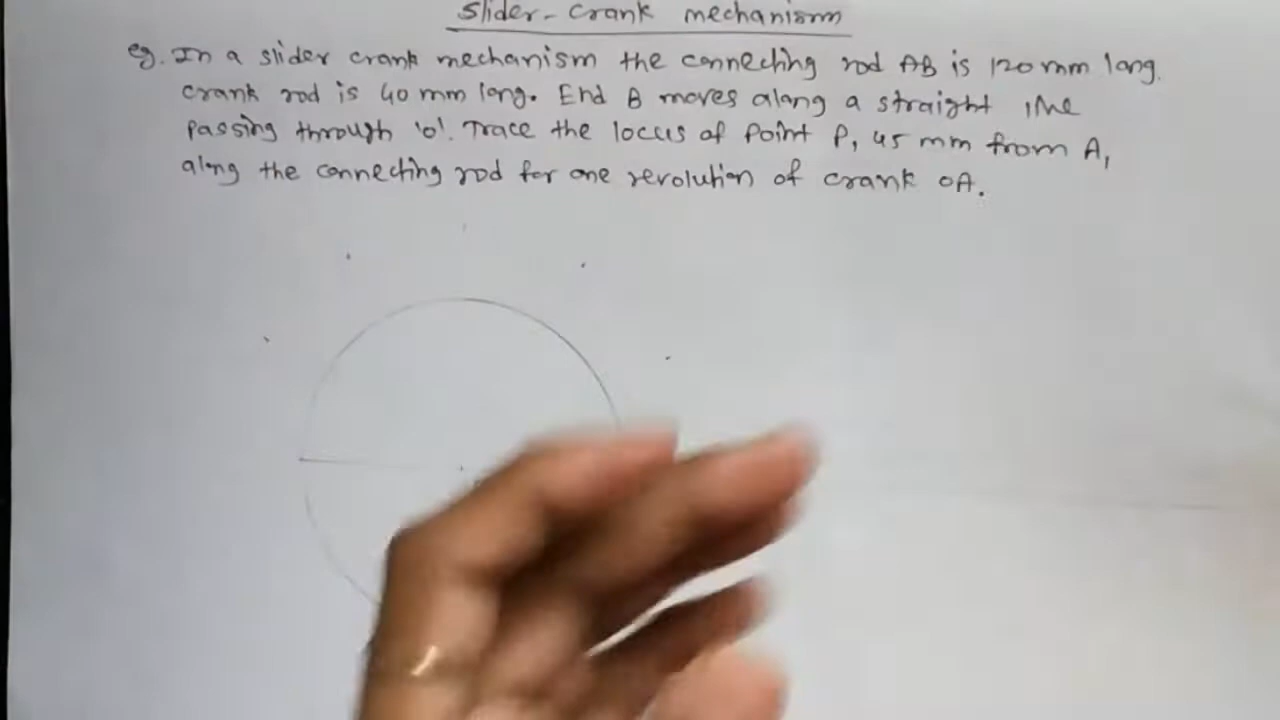 Slider-crank mechanism
eg. In a slider crank mechanism the connecting rod AB is 120 mm long.
crank rod is 40 mm long. End B moves along a straight line
passing through 'o'. Trace the locus of point P, 45 mm from A,
along the connecting rod for one revolution of crank OA.